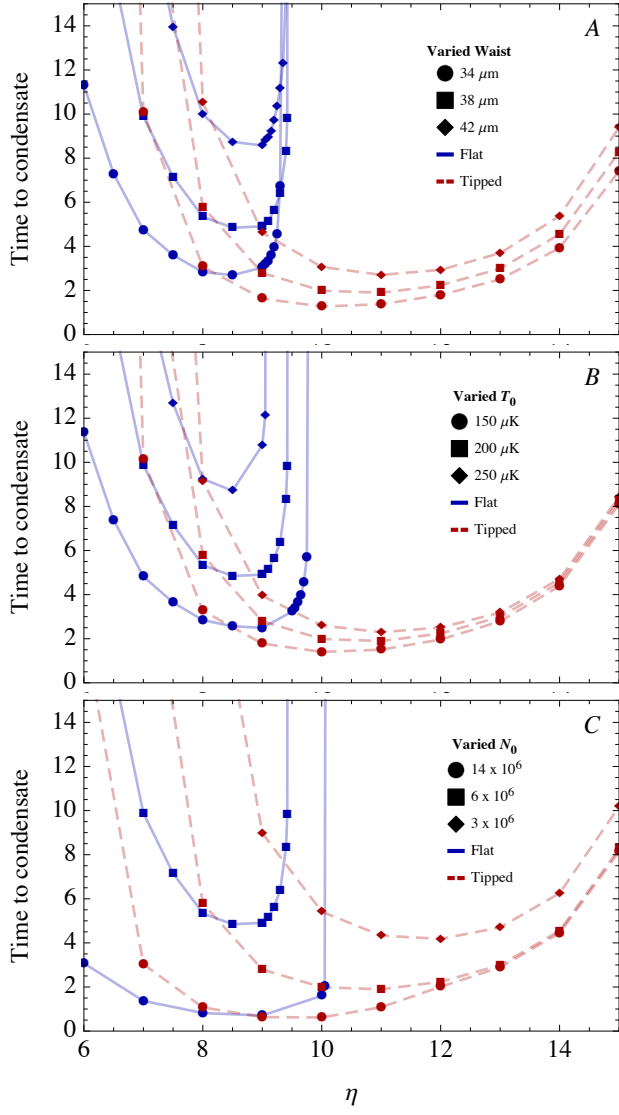 A
14
12
10
8
6
4
2
0
Time to condensate
Varied Waist
34 μm
38 μm
42 μm
Flat
Tipped
B
14
12
10
8
6
4
2
0
Time to condensate
Varied T0
150 μK
200 μK
250 μK
Flat
Tipped
C
14
12
10
8
6
4
2
0
Time to condensate
Varied N0
14 x 10^6
6 x 10^6
3 x 10^6
Flat
Tipped
6 8 10 12 14
η